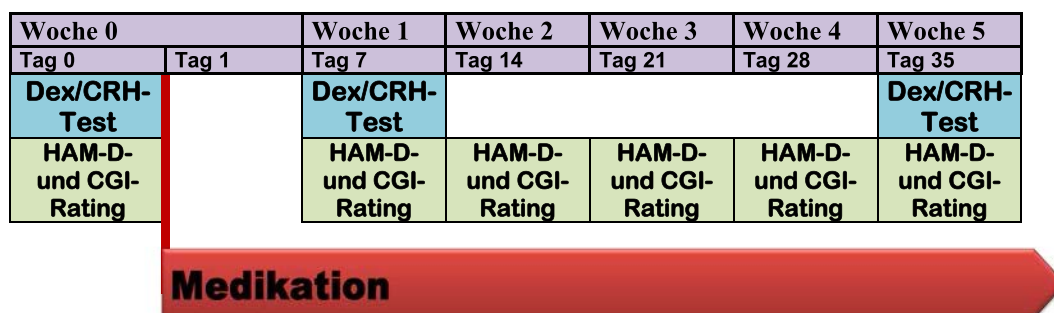 Woche 0 Woche 1 Woche 2 Woche 3 Woche 4 Woche 5
Tag 0 Tag 1 Tag 7 Tag 14 Tag 21 Tag 28 Tag 35
Dex/CRH- Dex/CRH- Dex/CRH-
Test Test Test
HAM-D- HAM-D- HAM-D- HAM-D- HAM-D- HAM-D-
und CGI- und CGI- und CGI- und CGI- und CGI- und CGI-
Rating Rating Rating Rating Rating Rating
Medikation